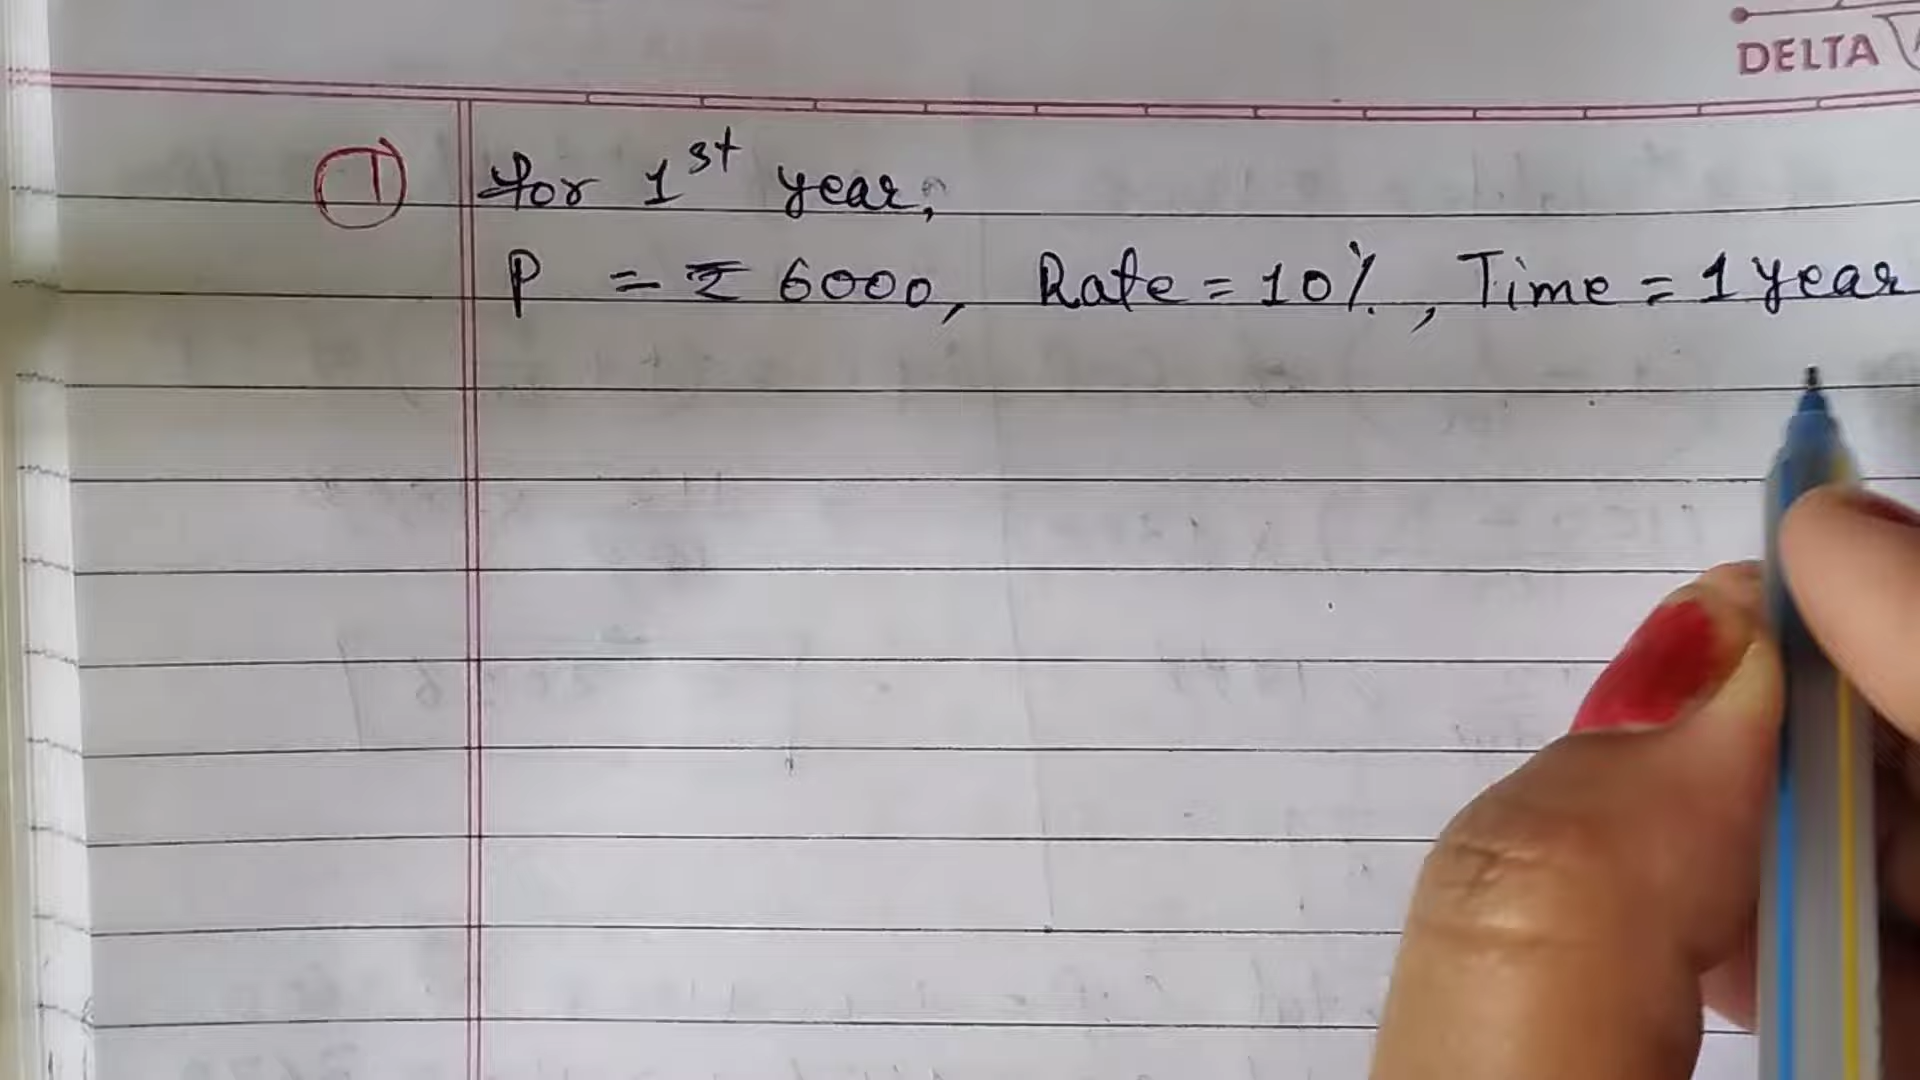 DELTA
1 for 1st year,
P = ₹ 6000, Rate = 10%, Time = 1 year